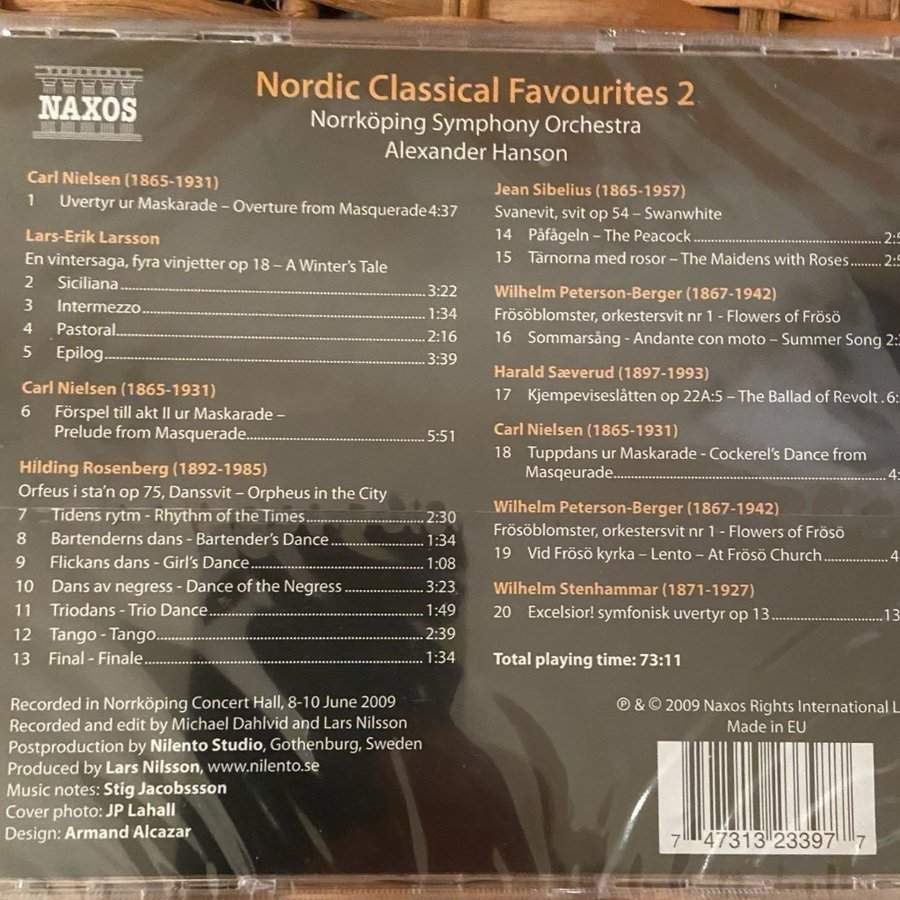 NAXOS
Nordic Classical Favourites 2
Norrköping Symphony Orchestra
Alexander Hanson
Carl Nielsen (1865-1931)
1 Uvertyr ur Maskarade – Overture from Masquerade 4:37
Lars-Erik Larsson
En vintersaga, fyra vinjetter op 18 – A Winter's Tale
2 Siciliana 3:22
3 Intermezzo 1:34
4 Pastoral 2:16
5 Epilog 3:39
Carl Nielsen (1865-1931)
6 Förspel till akt II ur Maskarade –
Prelude from Masquerade 5:51
Hilding Rosenberg (1892-1985)
Orfeus i sta'n op 75, Danssvit – Orpheus in the City
7 Tidens rytm - Rhythm of the Times 2:30
8 Bartenderns dans - Bartender's Dance 1:34
9 Flickans dans - Girl's Dance 1:08
10 Dans av negress - Dance of the Negress 3:23
11 Triodans - Trio Dance 1:49
12 Tango - Tango 2:39
13 Final - Finale 1:34
Recorded in Norrköping Concert Hall, 8-10 June 2009
Recorded and edit by Michael Dahlvid and Lars Nilsson
Postproduction by Nilento Studio, Gothenburg, Sweden
Produced by Lars Nilsson, www.nilento.se
Music notes: Stig Jacobssson
Cover photo: JP Lahall
Design: Armand Alcazar
Jean Sibelius (1865-1957)
Svanevit, svit op 54 – Swanwhite
14 Påfågeln – The Peacock
15 Tärnorna med rosor – The Maidens with Roses
Wilhelm Peterson-Berger (1867-1942)
Frösöblomster, orkestersvit nr 1 - Flowers of Frösö
16 Sommarsång - Andante con moto – Summer Song
Harald Sæverud (1897-1993)
17 Kjempeviseslåtten op 22A:5 – The Ballad of Revolt
Carl Nielsen (1865-1931)
18 Tuppdans ur Maskarade - Cockerel's Dance from
Masqeurade
Wilhelm Peterson-Berger (1867-1942)
Frösöblomster, orkestersvit nr 1 - Flowers of Frösö
19 Vid Frösö kyrka – Lento – At Frösö Church
Wilhelm Stenhammar (1871-1927)
20 Excelsior! symfonisk uvertyr op 13
Total playing time: 73:11
℗ & © 2009 Naxos Rights International
Made in EU
7 47313 23397 7